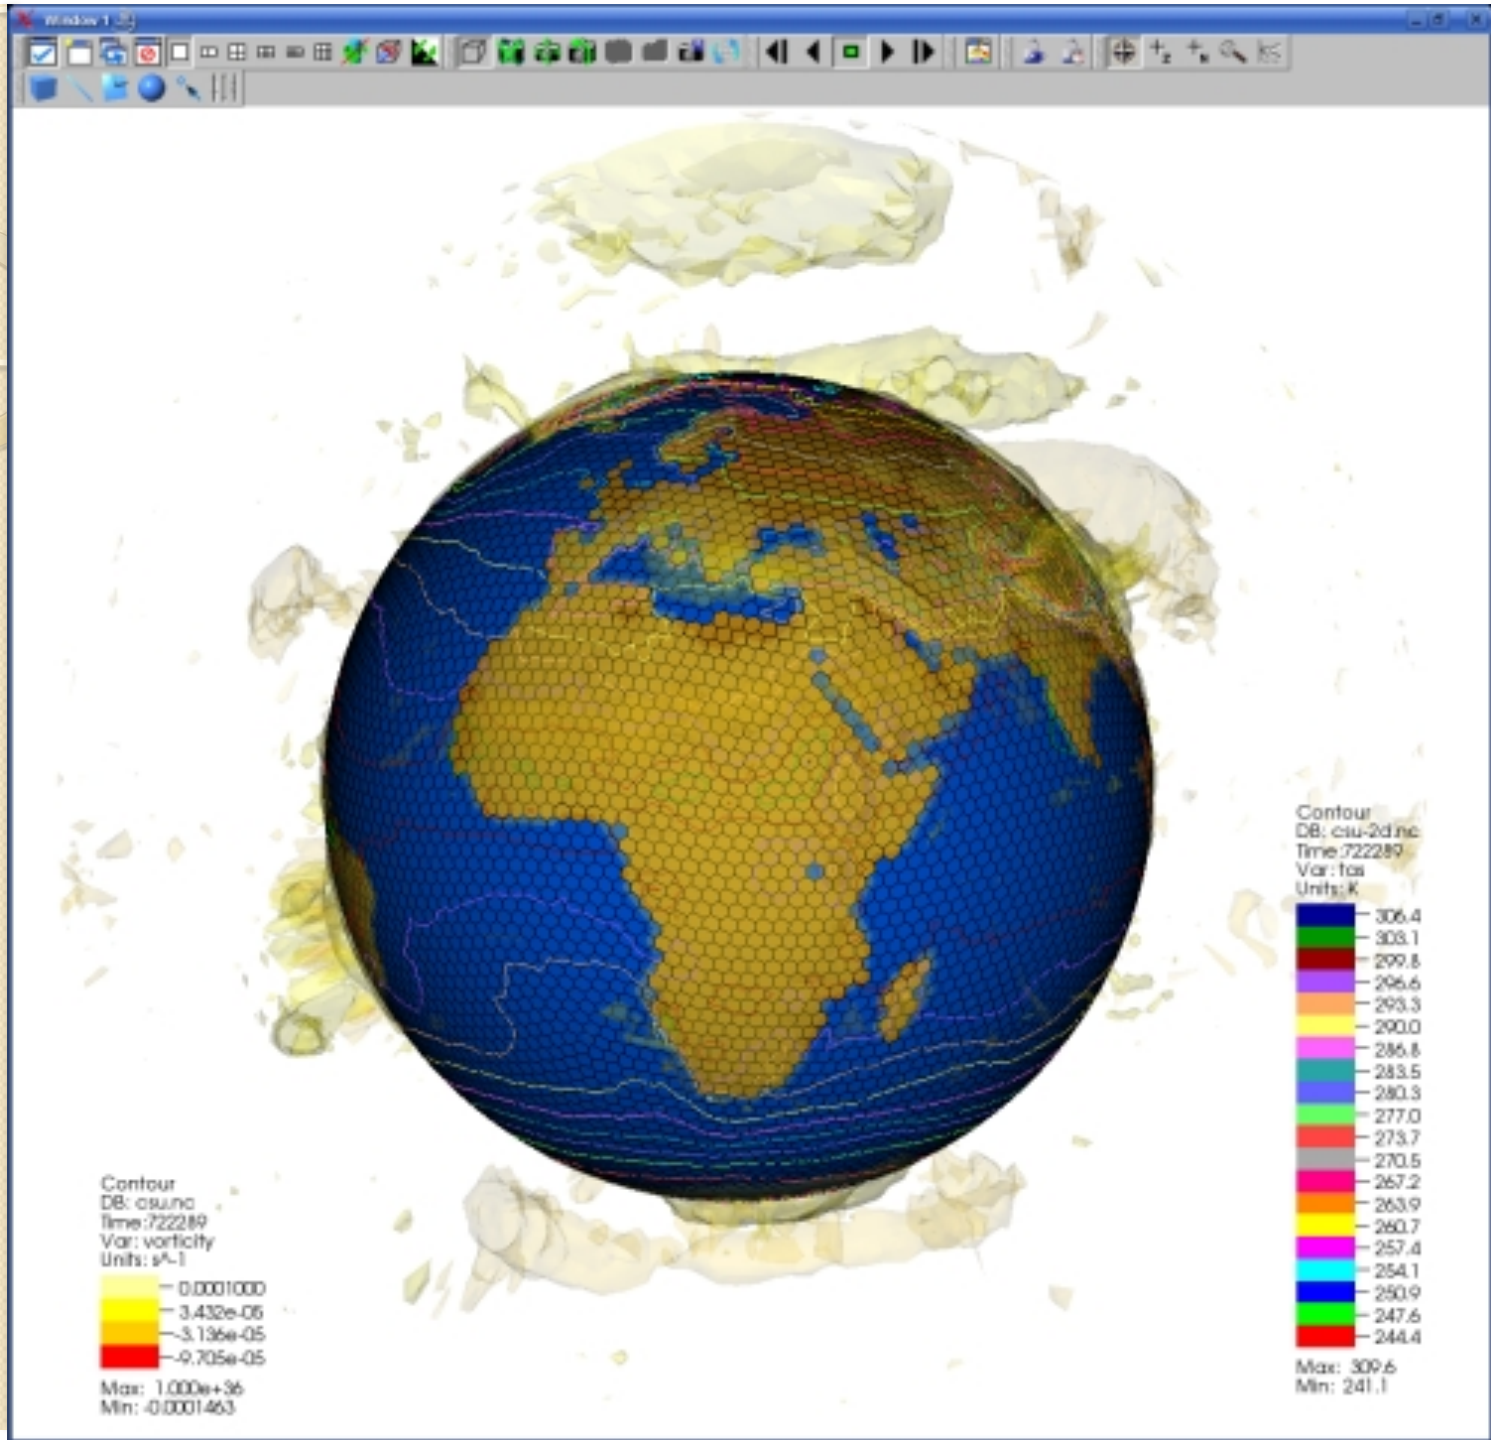 Window 1
Contour
DB: csu-2d.nc
Time:722289
Var: tas
Units: K
306.4
303.1
299.8
296.6
293.3
290.0
286.8
283.5
280.3
277.0
273.7
270.5
267.2
263.9
260.7
257.4
254.1
250.9
247.6
244.4
Max: 309.6
Min: 241.1
Contour
DB: csu.nc
Time:722289
Var: vorticity
Units: s^-1
0.0001000
3.432e-05
-3.136e-05
-9.705e-05
Max: 1.000e+36
Min: -0.0001463